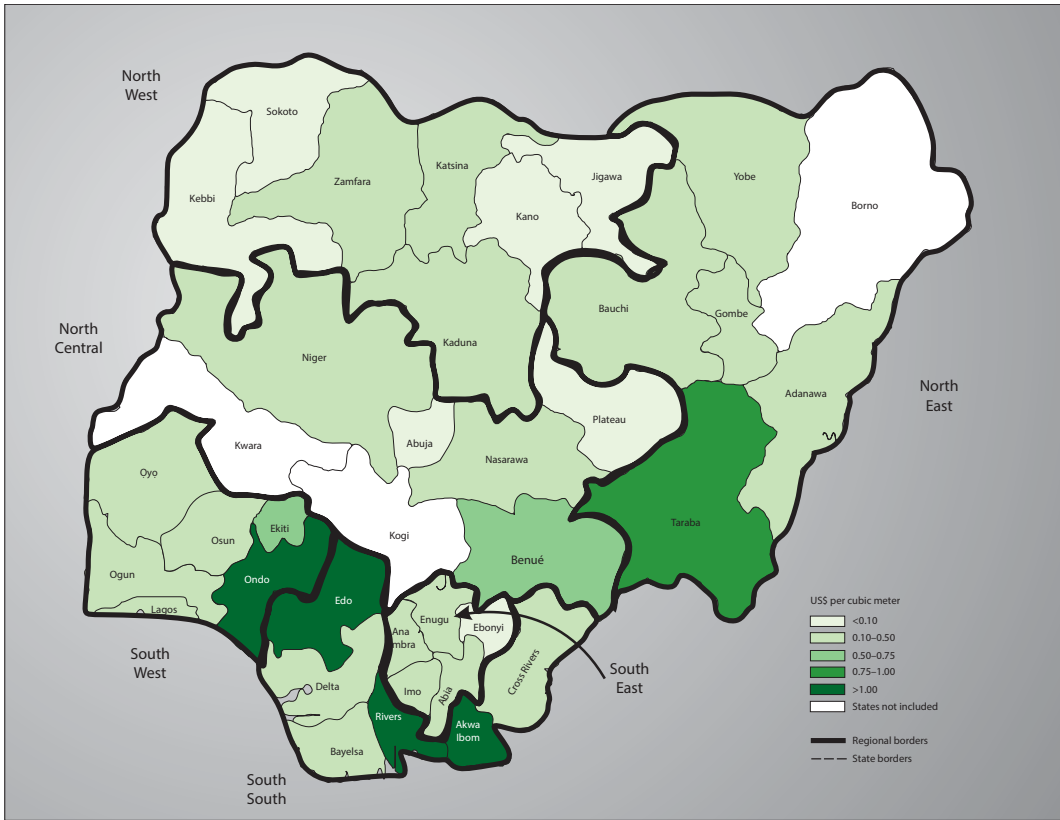 North
West
Sokoto
Kebbi
Zamfara
Katsina
Kano
Jigawa
Yobe
Borno
North
Central
Niger
Kaduna
Bauchi
Gombe
Adanawa
North
East
Plateau
Abuja
Nasarawa
Kwara
Kogi
Benué
Taraba
Oyo
Osun
Ekiti
Ogun
Lagos
Ondo
Edo
South
West
Enugu
Ebonyi
Ana
mbra
Imo
Abia
Cross Rivers
South
East
Delta
Rivers
Akwa
Ibom
Bayelsa
South
South
US$ per cubic meter
<0.10
0.10–0.50
0.50–0.75
0.75–1.00
>1.00
States not included
Regional borders
State borders